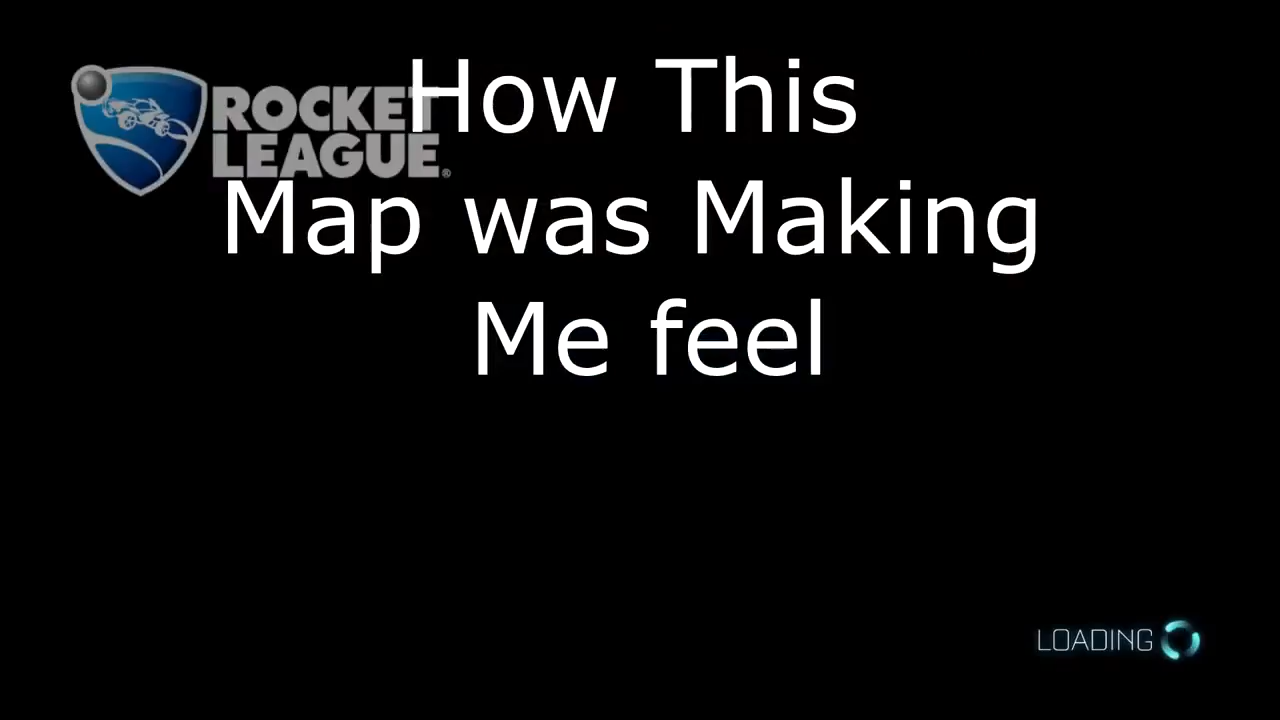 ROCKET
LEAGUE®
How This
Map was Making
Me feel
LOADING